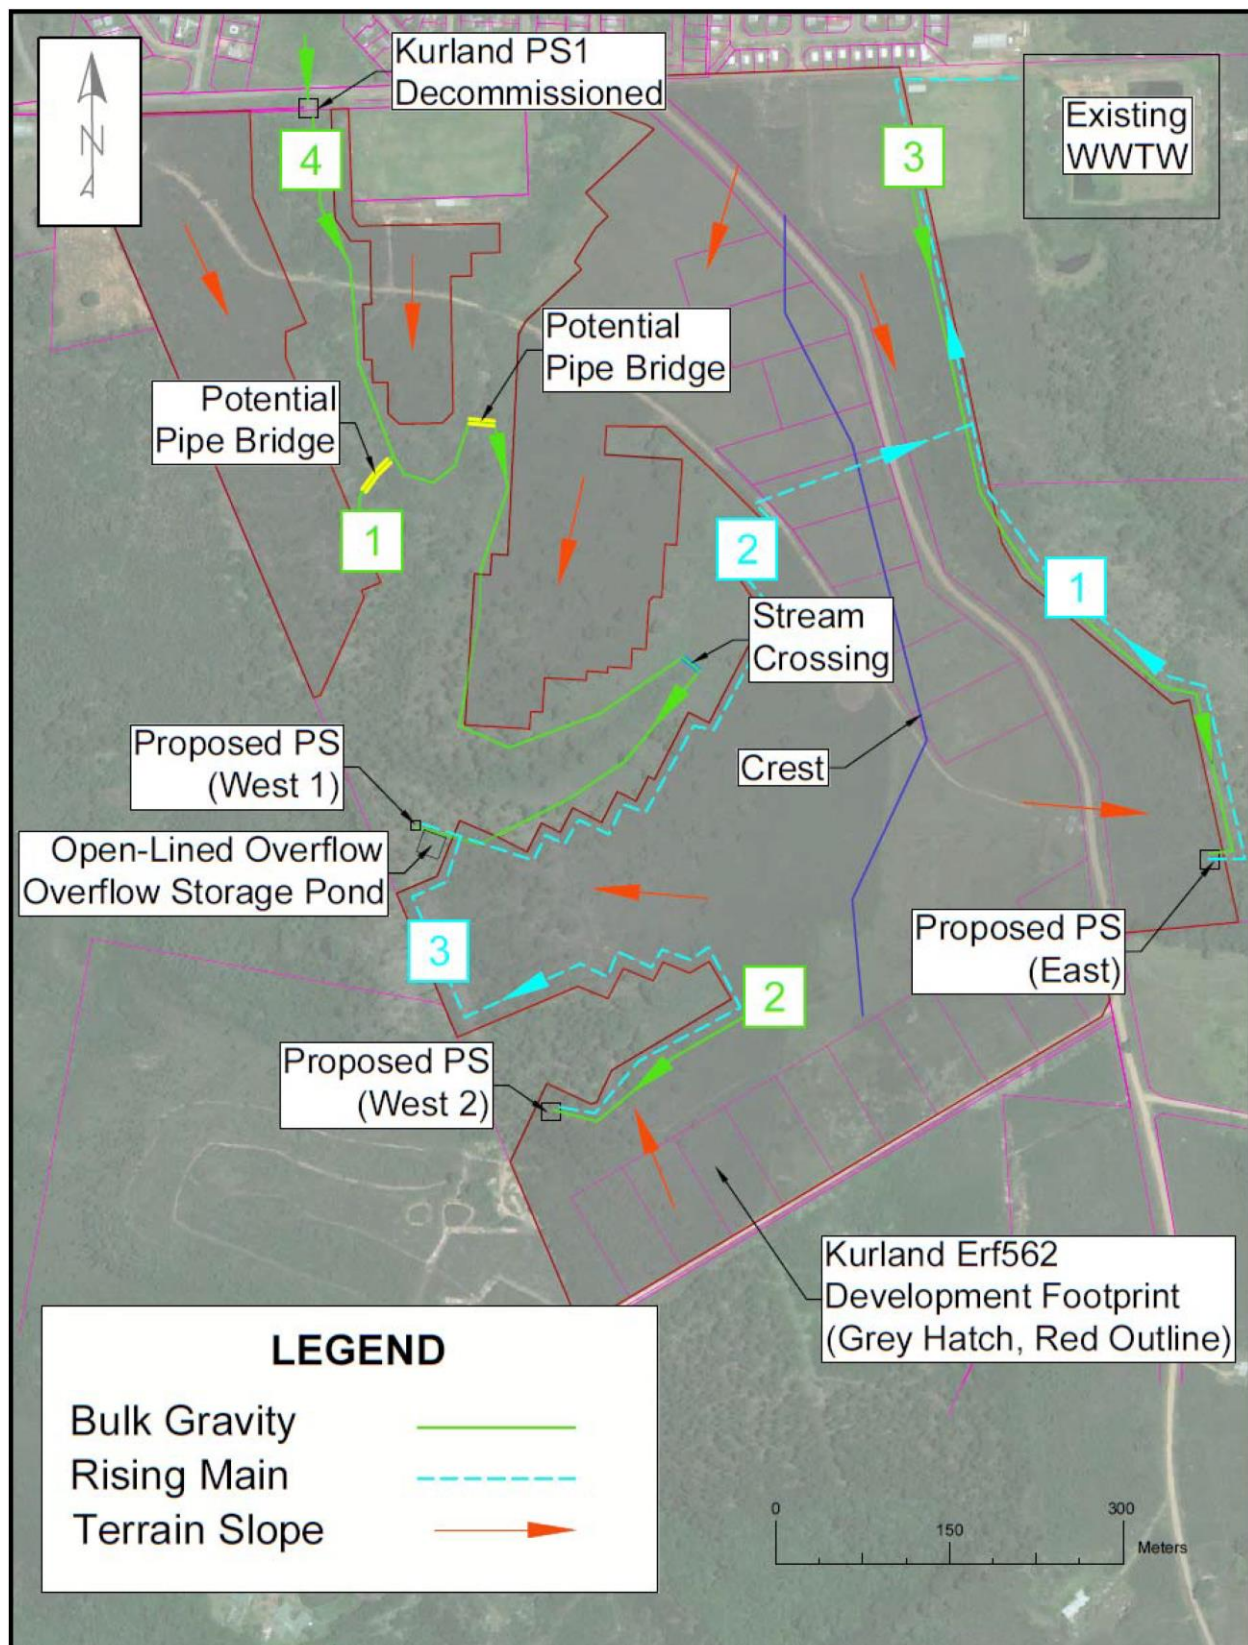 Kurland PS1
Decommissioned
N
Existing
WWTW
4
3
Potential
Pipe Bridge
Potential
Pipe Bridge
1
2
1
Stream
Crossing
Proposed PS
(West 1)
Crest
Open-Lined Overflow
Overflow Storage Pond
3
Proposed PS
(East)
2
Proposed PS
(West 2)
Kurland Erf562
Development Footprint
(Grey Hatch, Red Outline)
LEGEND
Bulk Gravity
Rising Main
Terrain Slope
0
150
300
Meters